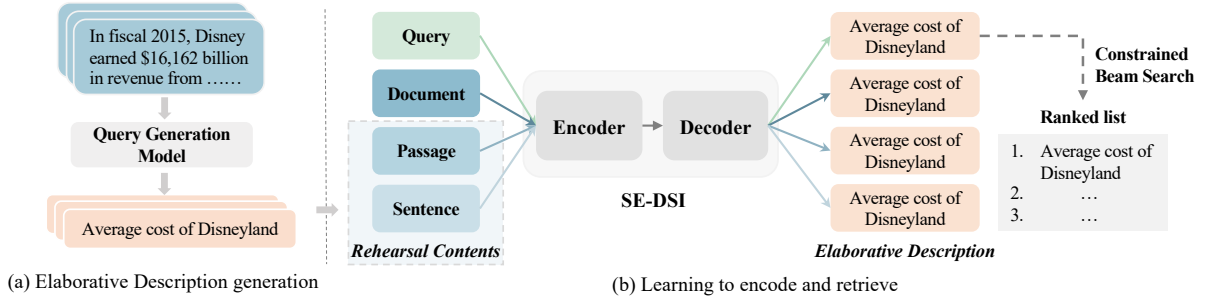 In fiscal 2015, Disney
earned $16,162 billion
in revenue from ……
Query Generation
Model
Average cost of Disneyland
(a) Elaborative Description generation
Query
Document
Passage
Sentence
Rehearsal Contents
Encoder
Decoder
SE-DSI
Average cost of
Disneyland
Average cost of
Disneyland
Average cost of
Disneyland
Average cost of
Disneyland
Elaborative Description
Constrained
Beam Search
Ranked list
1. Average cost of
Disneyland
2. …
3. …
(b) Learning to encode and retrieve